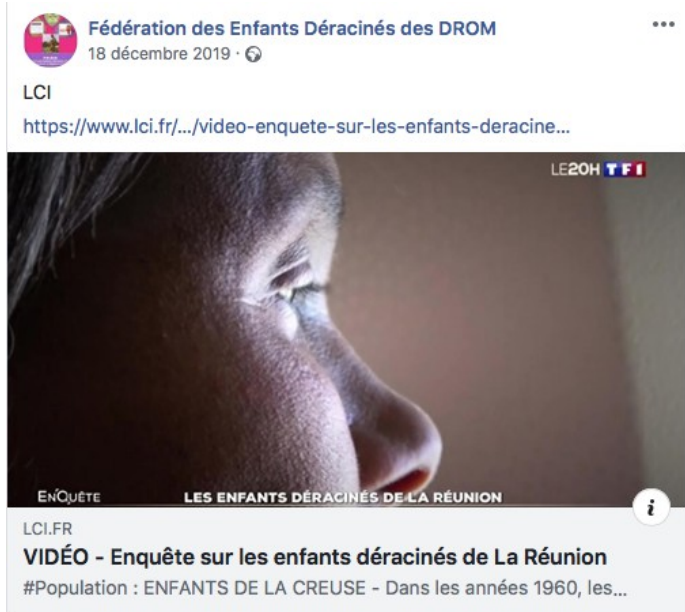 Fédération des Enfants Déracinés des DROM
18 décembre 2019
LCI
https://www.lci.fr/.../video-enquete-sur-les-enfants-deracine...
LE20H TF1
ENQUÊTE
LES ENFANTS DÉRACINÉS DE LA RÉUNION
LCI.FR
VIDÉO - Enquête sur les enfants déracinés de La Réunion
#Population : ENFANTS DE LA CREUSE - Dans les années 1960, les...